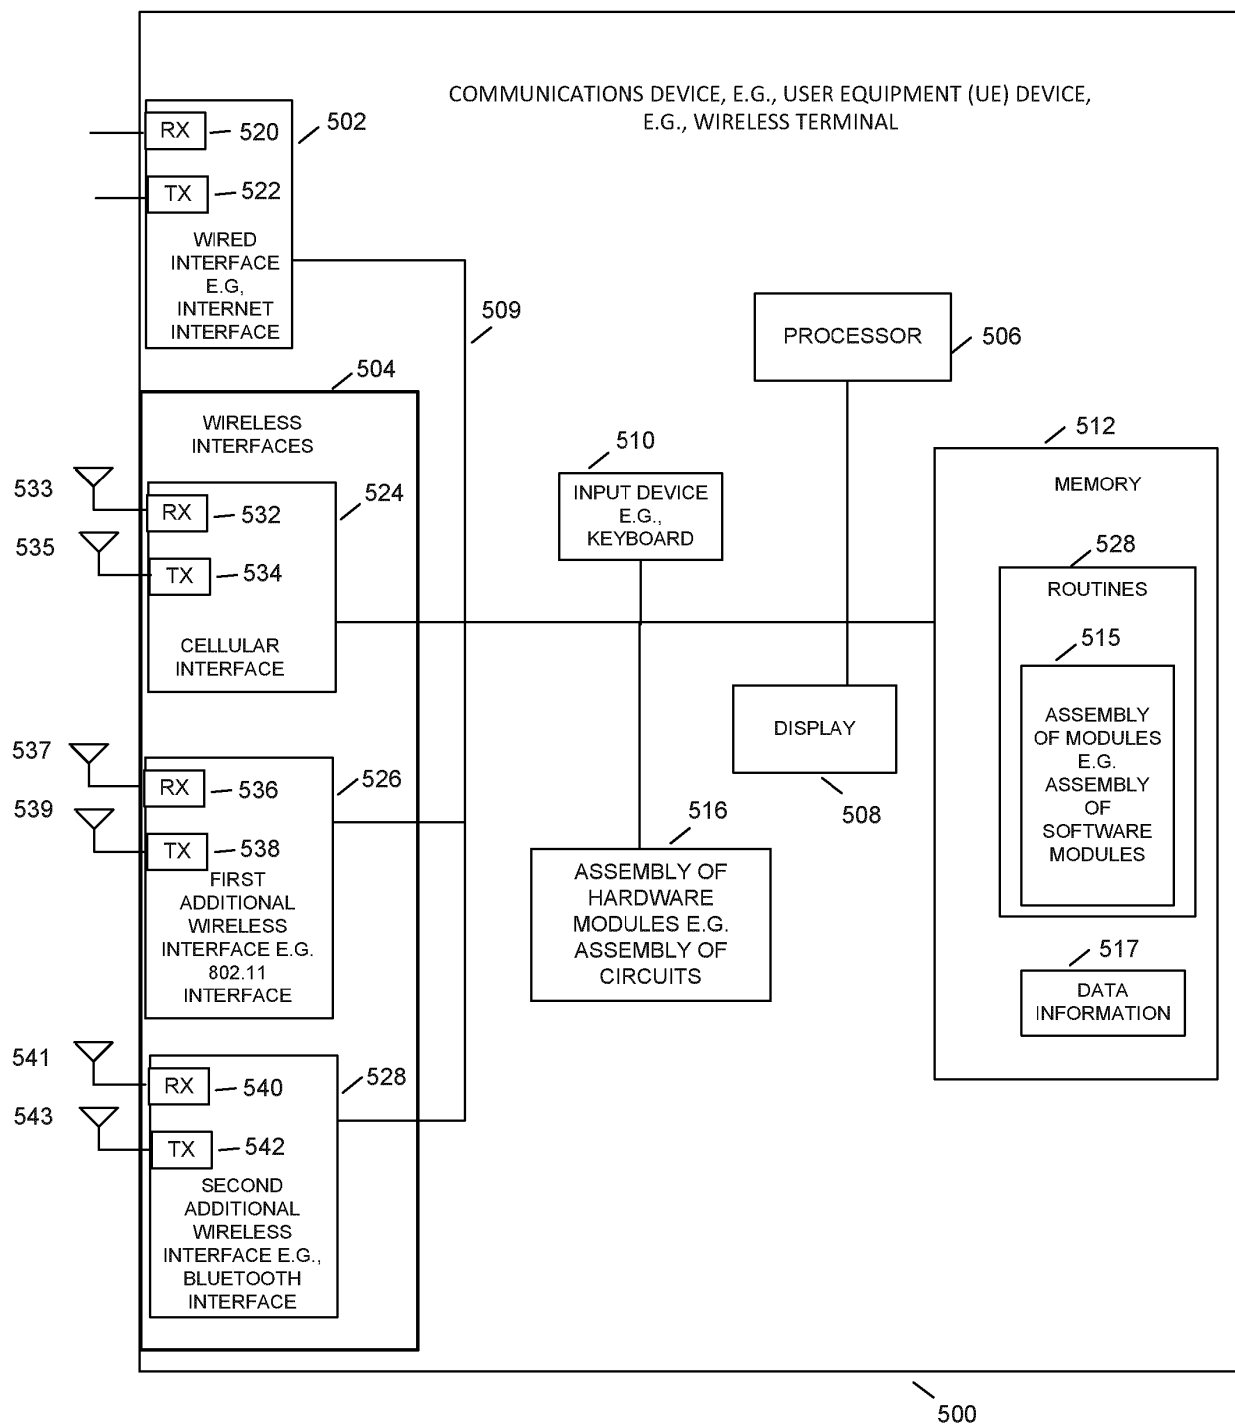 COMMUNICATIONS DEVICE, E.G., USER EQUIPMENT (UE) DEVICE,
E.G., WIRELESS TERMINAL
502
RX
520
TX
522
WIRED
INTERFACE
E.G,
INTERNET
INTERFACE
509
PROCESSOR
506
504
WIRELESS
INTERFACES
533
RX
532
524
535
TX
534
CELLULAR
INTERFACE
510
INPUT DEVICE
E.G.,
KEYBOARD
512
MEMORY
528
ROUTINES
515
ASSEMBLY
OF MODULES
E.G.
ASSEMBLY
OF
SOFTWARE
MODULES
517
DATA
INFORMATION
DISPLAY
508
516
ASSEMBLY OF
HARDWARE
MODULES E.G.
ASSEMBLY OF
CIRCUITS
537
RX
536
526
539
TX
538
FIRST
ADDITIONAL
WIRELESS
INTERFACE E.G.
802.11
INTERFACE
541
RX
540
528
543
TX
542
SECOND
ADDITIONAL
WIRELESS
INTERFACE E.G.,
BLUETOOTH
INTERFACE
500